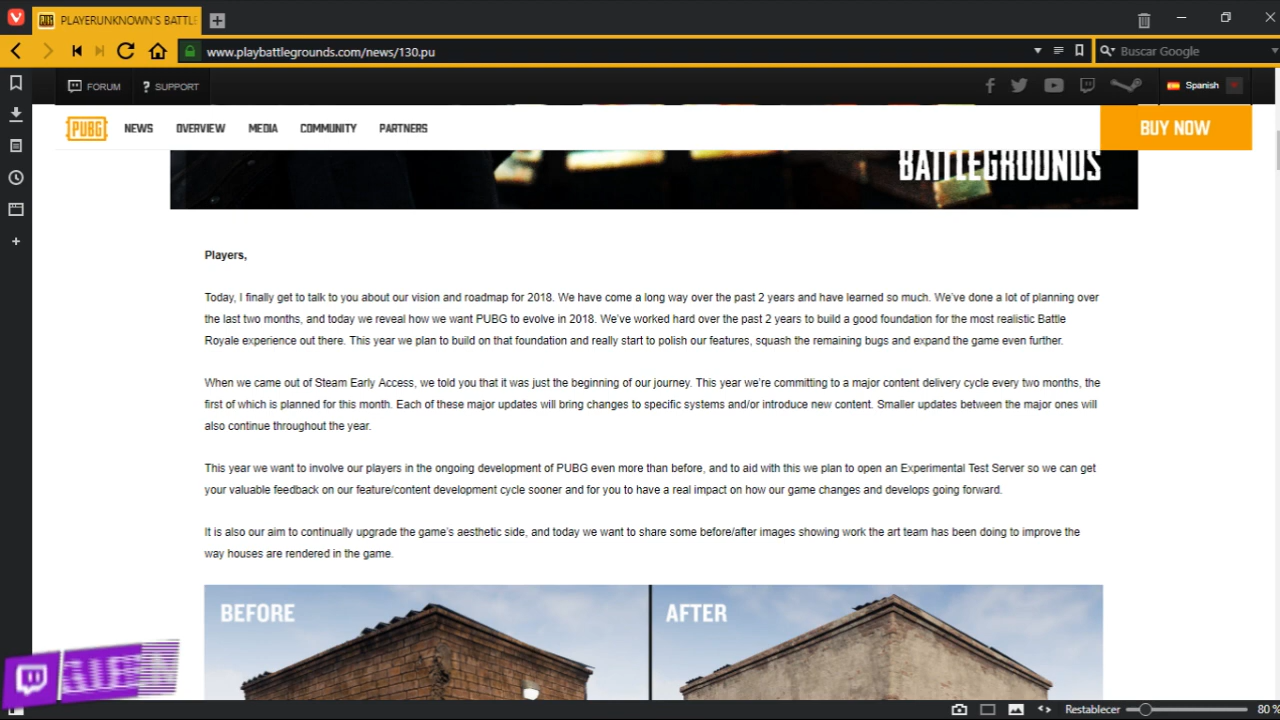 PLAYERUNKNOWN'S BATTL
www.playbattlegrounds.com/news/130.pu
Buscar Google
FORUM
SUPPORT
Spanish
PUBG
NEWS
OVERVIEW
MEDIA
COMMUNITY
PARTNERS
BUY NOW
BATTLEGROUNDS
Players,
Today, I finally get to talk to you about our vision and roadmap for 2018. We have come a long way over the past 2 years and have learned so much. We've done a lot of planning over
the last two months, and today we reveal how we want PUBG to evolve in 2018. We've worked hard over the past 2 years to build a good foundation for the most realistic Battle
Royale experience out there. This year we plan to build on that foundation and really start to polish our features, squash the remaining bugs and expand the game even further.
When we came out of Steam Early Access, we told you that it was just the beginning of our journey. This year we're committing to a major content delivery cycle every two months, the
first of which is planned for this month. Each of these major updates will bring changes to specific systems and/or introduce new content. Smaller updates between the major ones will
also continue throughout the year.
This year we want to involve our players in the ongoing development of PUBG even more than before, and to aid with this we plan to open an Experimental Test Server so we can get
your valuable feedback on our feature/content development cycle sooner and for you to have a real impact on how our game changes and develops going forward.
It is also our aim to continually upgrade the game's aesthetic side, and today we want to share some before/after images showing work the art team has been doing to improve the
way houses are rendered in the game.
BEFORE
AFTER
Restablecer
80 %